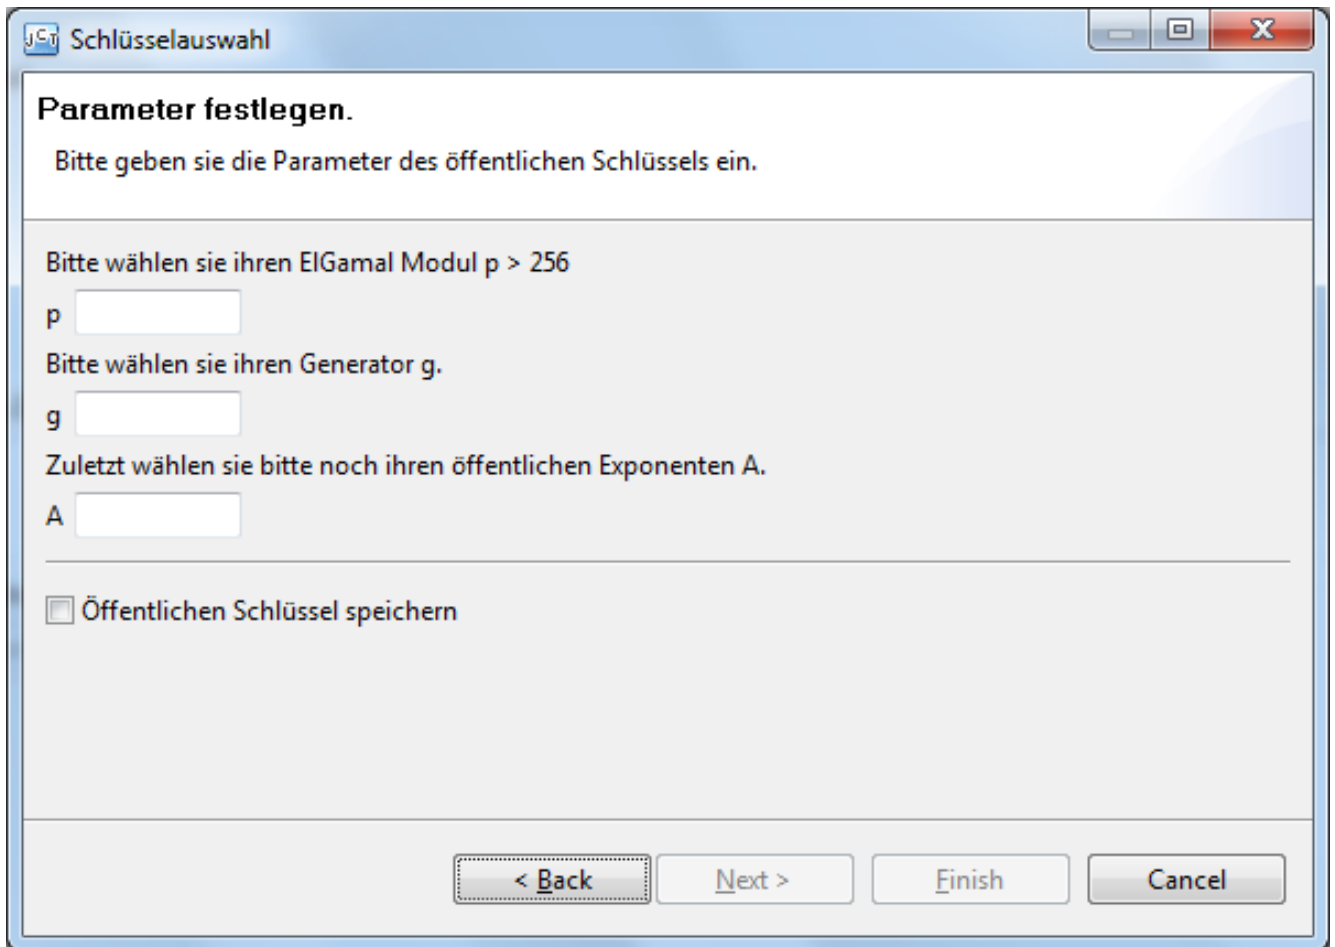 JCT Schlüsselauswahl
Parameter festlegen.
Bitte geben sie die Parameter des öffentlichen Schlüssels ein.
Bitte wählen sie ihren ElGamal Modul p > 256
p
Bitte wählen sie ihren Generator g.
g
Zuletzt wählen sie bitte noch ihren öffentlichen Exponenten A.
A
Öffentlichen Schlüssel speichern
< Back Next > Finish Cancel